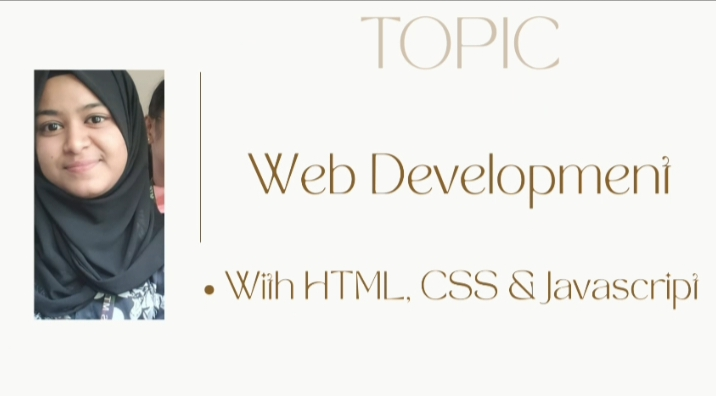 TOPIC
Web Development
• With HTML, CSS & Javascript